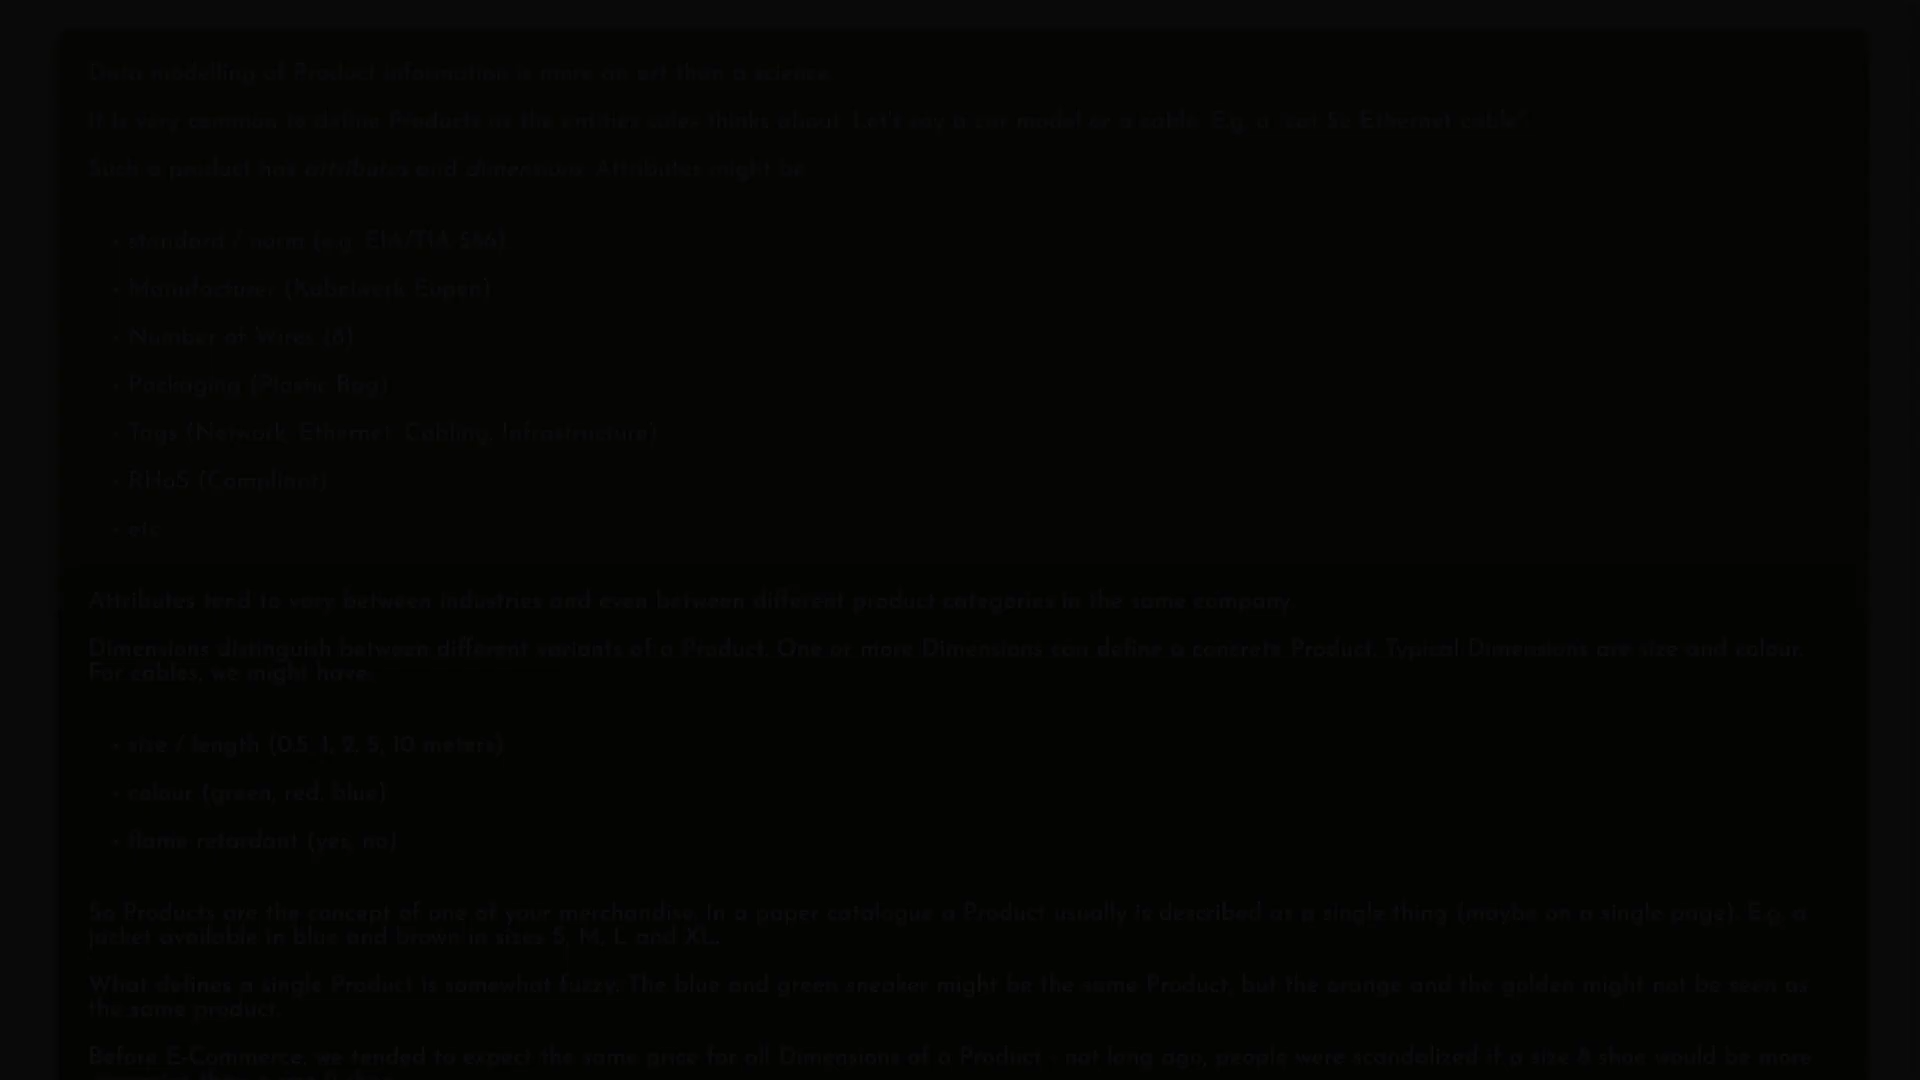 Data modelling of Product information is more an art than a science
It is very common to define Products as the entities sales thinks about. Let's say a car model or a cable. E.g. a "cat 5e Ethernet cable".
Such a product has attributes and dimensions. Attributes might be
• standart / norm (e.g. EIA/TIA-568)
• Manufacturer (Kabelwerk Eupen)
• Number of Wires (8)
• Packaging (Plastic Bag)
• Tags (Network, Ethernet, Cabling, Infrastructure)
• RHoS (Compliant)
• etc
Attributes tend to vary between industries and even between different product categories in the same company.
Dimensions distinguish between different variants of a Product. One or more Dimensions can define a concrete Product. Typical Dimensions are size and colour.
For cables, we might have:
• size / length (0.5, 1, 2, 5, 10 meters)
• colour (green, red, blue)
• flame retardant (yes, no)
So Products are the concept of one of your merchandise. In a paper catalogue a Product usually is described as a single thing (maybe on a single page). E.g. a
jacket available in blue and brown in sizes S, M, L and XL.
What defines a single Product is somewhat fuzzy. The blue and green sneaker might be the same Product, but the orange and the golden might not be seen as
the same product.
Before E-Commerce, we tended to expect the same price for all Dimensions of a Product - not long ago, people were scandalized if a size 8 shoe would be more